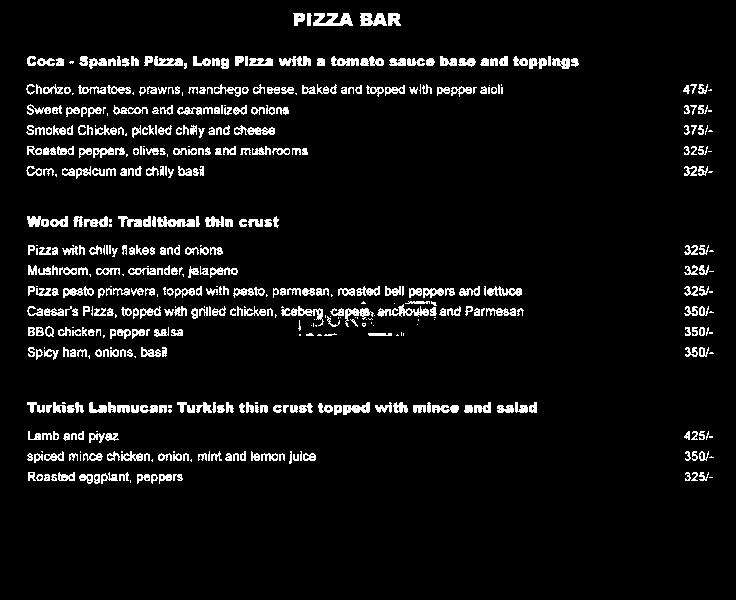 PIZZA BAR
Coca - Spanish Pizza, Long Pizza with a tomato sauce base and toppings
Chorizo, tomatoes, prawns, manchego cheese, baked and topped with pepper aioli 475/-
Sweet pepper, bacon and caramalized onions 375/-
Smoked Chicken, pickled chilly and cheese 375/-
Roasted peppers, olives, onions and mushrooms 325/-
Corn, capsicum and chilly basil 325/-
Wood fired: Traditional thin crust
Pizza with chilly flakes and onions 325/-
Mushroom, corn, coriander, jalapeno 325/-
Pizza pesto primavera, topped with pesto, parmesan, roasted bell peppers and lettuce 325/-
Caesar's Pizza, topped with grilled chicken, iceberg, capers, anchovies and Parmesan 350/-
BBQ chicken, pepper salsa 350/-
Spicy ham, onions, basil 350/-
Turkish Lahmucan: Turkish thin crust topped with mince and salad
Lamb and piyaz 425/-
spiced mince chicken, onion, mint and lemon juice 350/-
Roasted eggplant, peppers 325/-